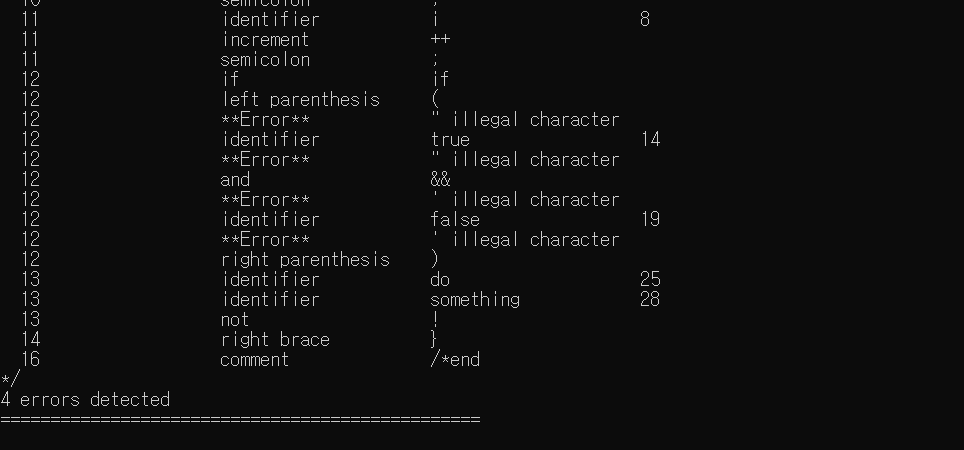 10 semicolon ;
11 identifier i 8
11 increment ++
11 semicolon ;
12 if if
12 left parenthesis (
12 **Error** " illegal character
12 identifier true 14
12 **Error** " illegal character
12 and &&
12 **Error** ' illegal character
12 identifier false 19
12 **Error** ' illegal character
12 right parenthesis )
13 identifier do 25
13 identifier something 28
13 not !
14 right brace }
16 comment /*end
*/
4 errors detected
================================================